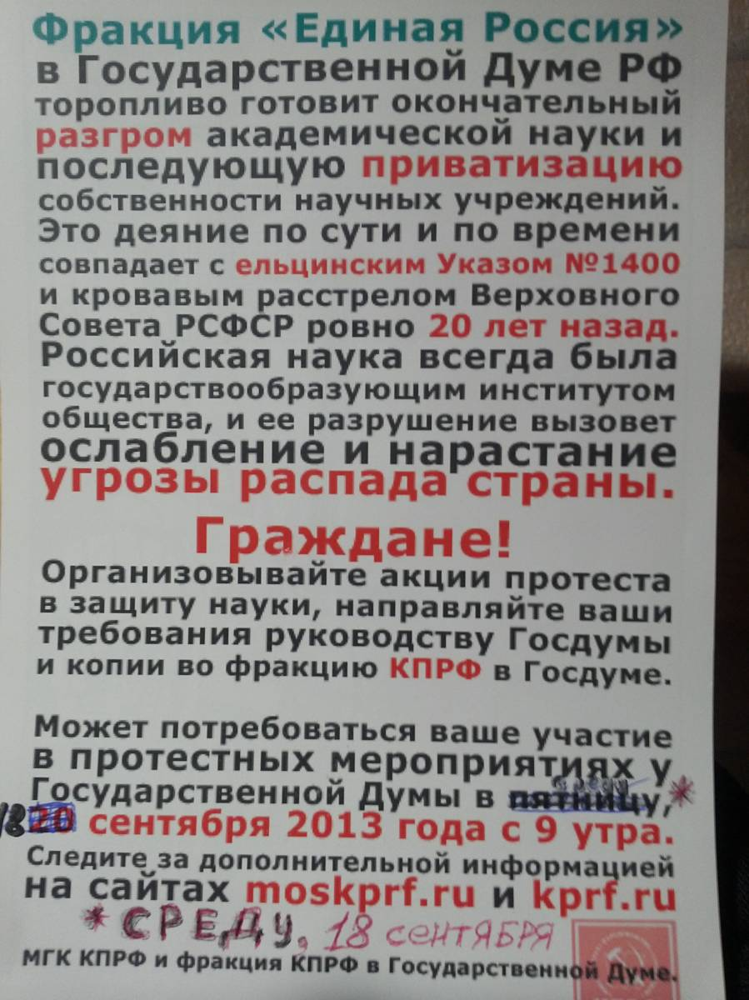 Фракция «Единая Россия»
в Государственной Думе РФ
торопливо готовит окончательный
разгром академической науки и
последующую приватизацию
собственности научных учреждений.
Это деяние по сути и по времени
совпадает с ельцинским Указом №1400
и кровавым расстрелом Верховного
Совета РСФСР ровно 20 лет назад.
Российская наука всегда была
государствообразующим институтом
общества, и ее разрушение вызовет
ослабление и нарастание
угрозы распада страны.
Граждане!
Организовывайте акции протеста
в защиту науки, направляйте ваши
требования руководству Госдумы
и копии во фракцию КПРФ в Госдуме.
Может потребоваться ваше участие
в протестных мероприятиях у
среду
Государственной Думы в пятницу,*
18 20 сентября 2013 года с 9 утра.
Следите за дополнительной информацией
на сайтах moskprf.ru и kprf.ru
* СРЕДУ, 18 СЕНТЯБРЯ
МГК КПРФ и фракция КПРФ в Государственной Думе.